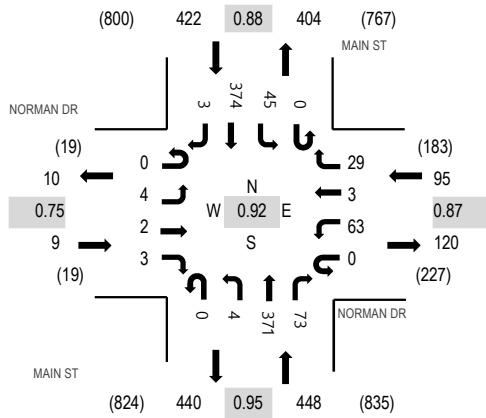 (800) 422 0.88 404 (767)
MAIN ST
3 374 45 0
NORMAN DR
(19) 0 29 (183)
10 4 N 3 95
0.75 2 W 0.92 E 63 0.87
9 3 S 0 120
(19) (227)
0 4 371 73
NORMAN DR
MAIN ST
(824) 440 0.95 448 (835)